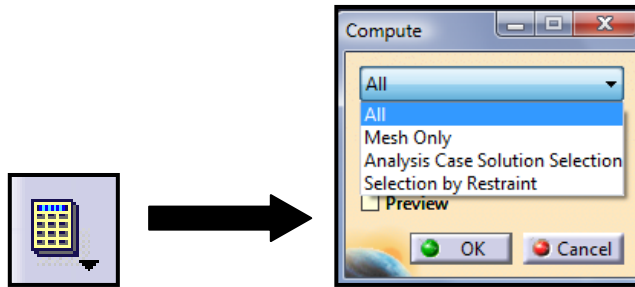 Compute
All
All
Mesh Only
Analysis Case Solution Selection
Selection by Restraint
Preview
OK
Cancel